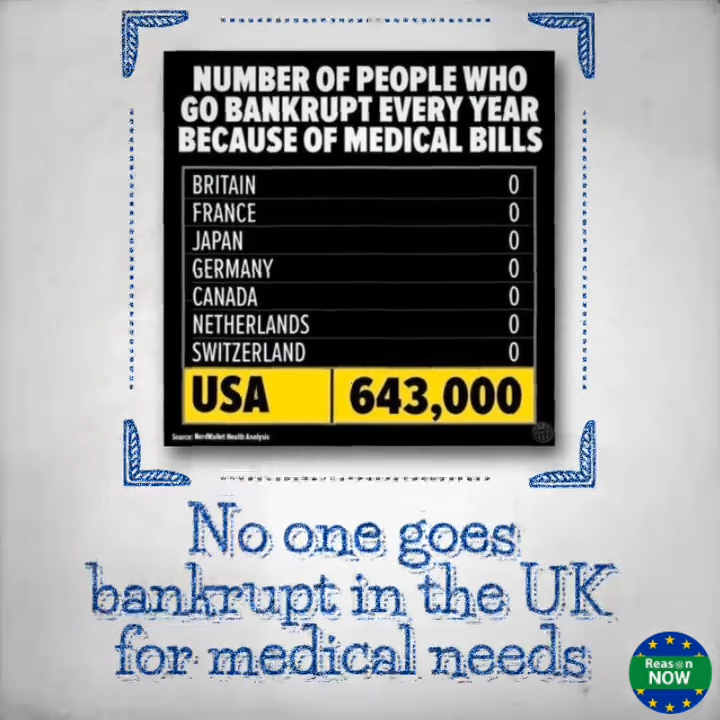 NUMBER OF PEOPLE WHO
GO BANKRUPT EVERY YEAR
BECAUSE OF MEDICAL BILLS
BRITAIN 0
FRANCE 0
JAPAN 0
GERMANY 0
CANADA 0
NETHERLANDS 0
SWITZERLAND 0
USA 643,000
Source: NerdWallet Health Analysis
No one goes
bankrupt in the UK
for medical needs
Reason
NOW